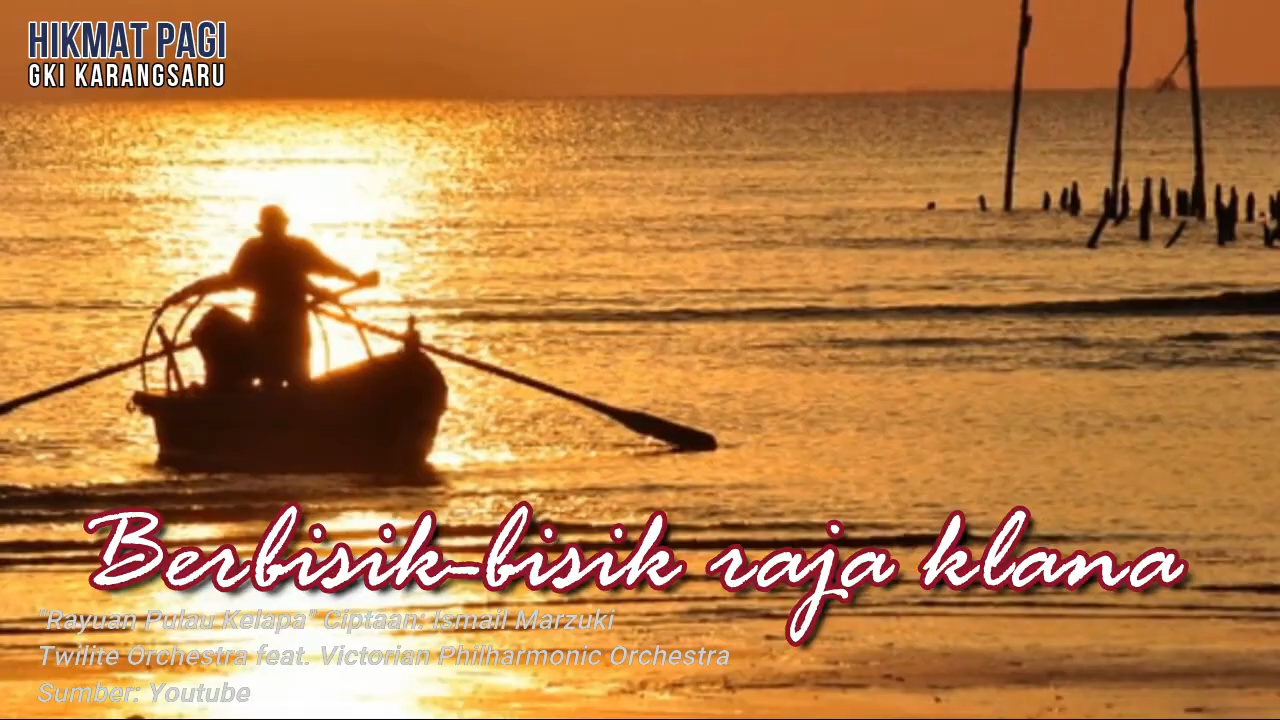 HIKMAT PAGI
GKI KARANGSARU
Berbisik-bisik raja klana
"Rayuan Pulau Kelapa" Ciptaan: Ismail Marzuki
Twilite Orchestra feat. Victorian Philharmonic Orchestra
Sumber: Youtube